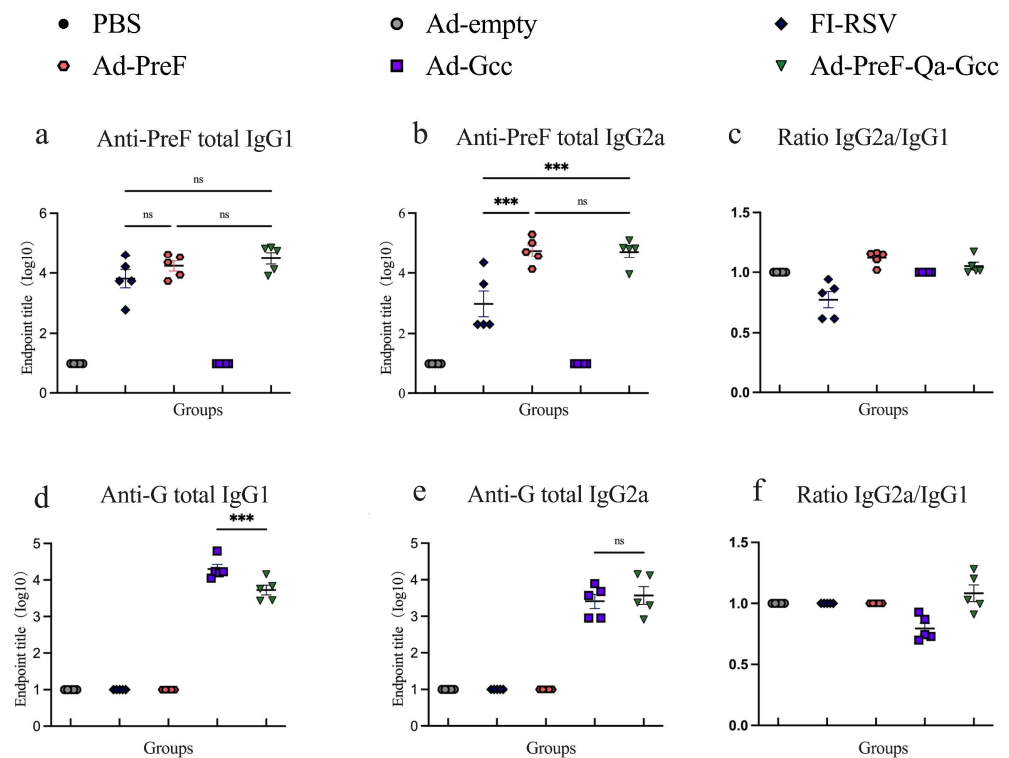 PBS Ad-empty FI-RSV
Ad-PreF Ad-Gcc Ad-PreF-Qa-Gcc
a Anti-PreF total IgG1
b Anti-PreF total IgG2a
c Ratio IgG2a/IgG1
ns
ns ns
Endpoint title（log10）
6
4
2
0
Groups
***
*** ns
Endpoint title（log10）
6
4
2
0
Groups
1.5
1.0
0.5
0.0
Groups
d Anti-G total IgG1
e Anti-G total IgG2a
f Ratio IgG2a/IgG1
***
Endpoint title（log10）
5
4
3
2
1
0
Groups
ns
Endpoint title（log10）
5
4
3
2
1
0
Groups
1.5
1.0
0.5
0.0
Groups